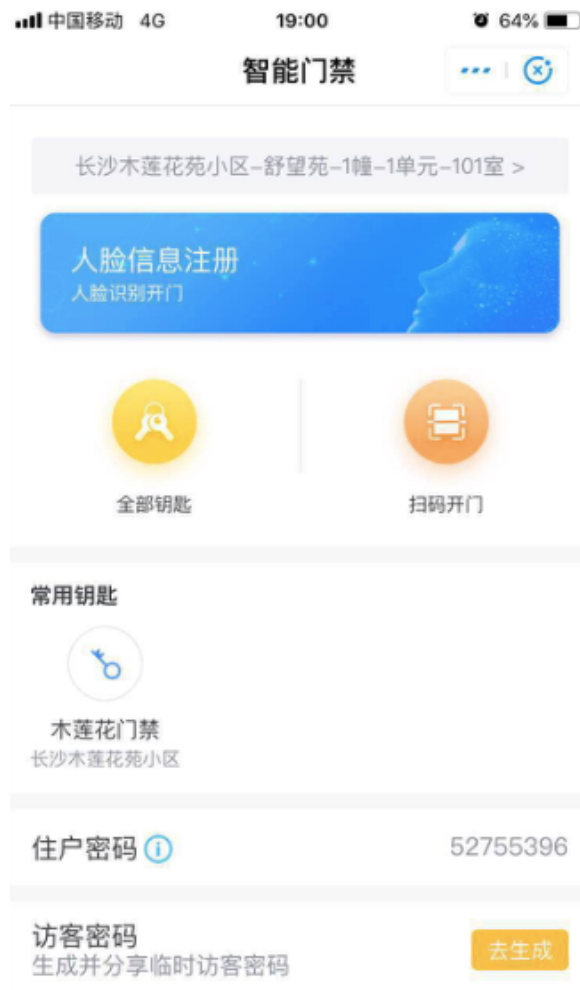 中国移动 4G 19:00 64%
智能门禁
长沙木莲花苑小区-舒望苑-1幢-1单元-101室 >
人脸信息注册
人脸识别开门
全部钥匙 扫码开门
常用钥匙
木莲花门禁
长沙木莲花苑小区
住户密码 52755396
访客密码
生成并分享临时访客密码 去生成